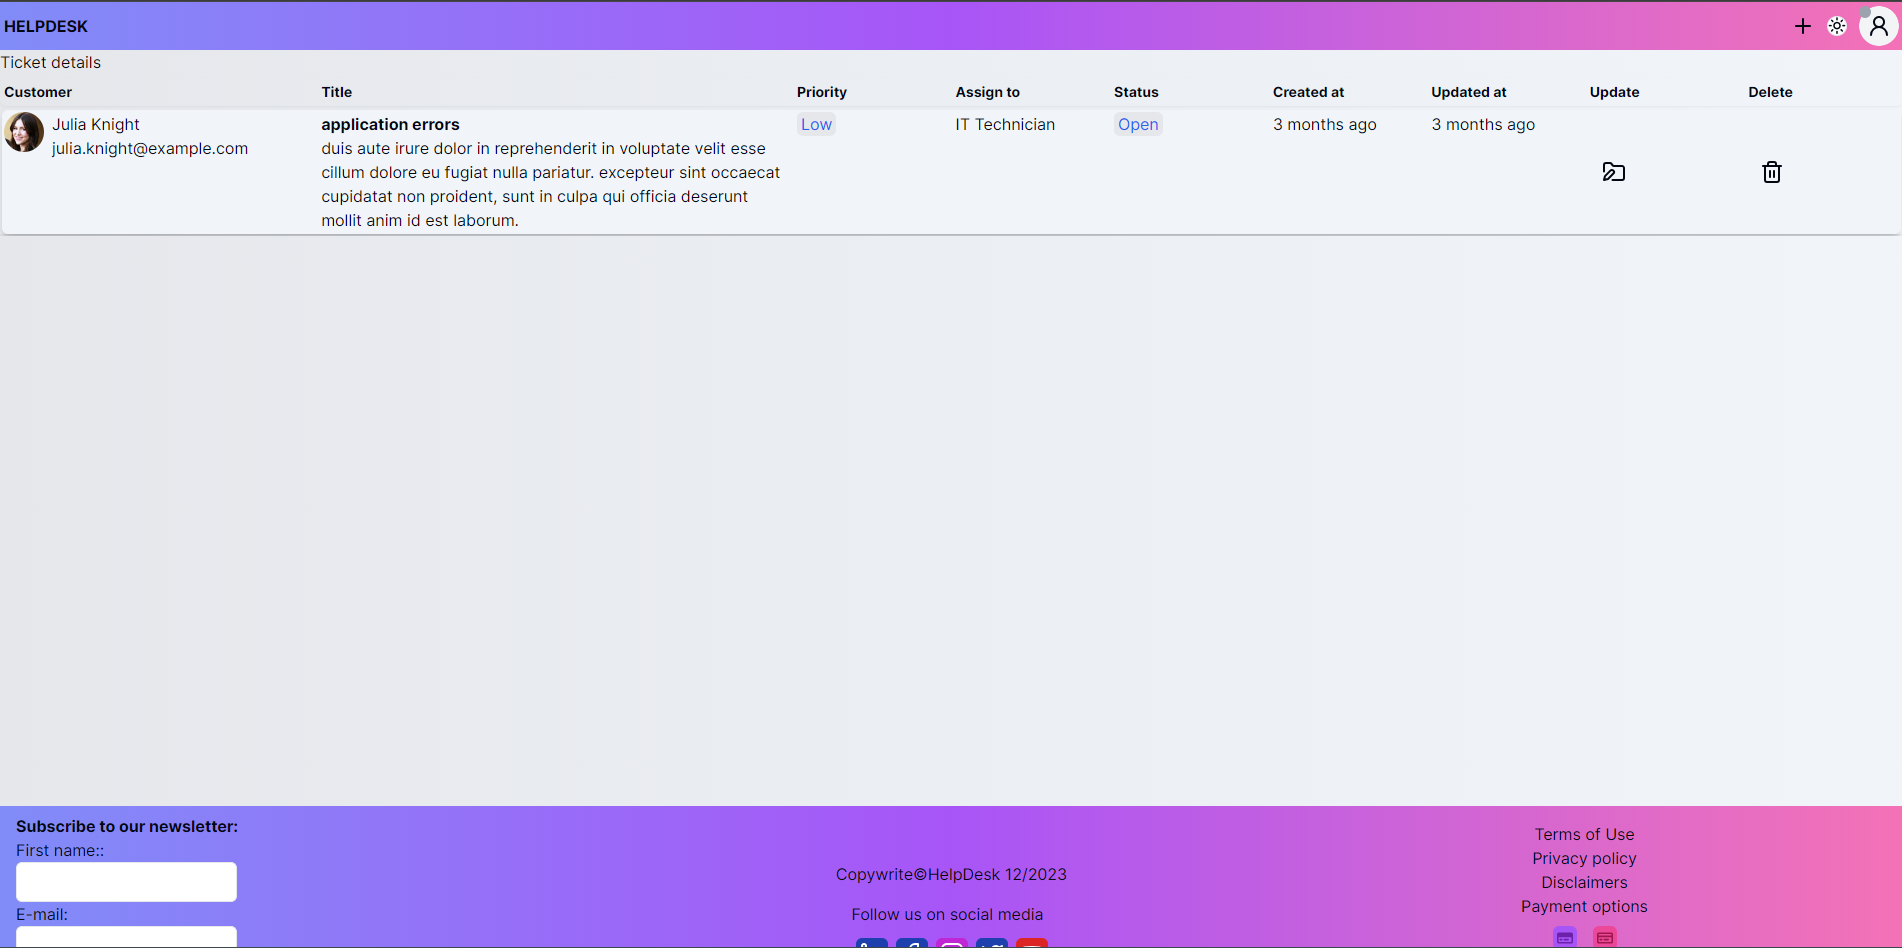 HELPDESK
Ticket details
Customer Title Priority Assign to Status Created at Updated at Update Delete
Julia Knight application errors Low IT Technician Open 3 months ago 3 months ago
julia.knight@example.com duis aute irure dolor in reprehenderit in voluptate velit esse
cillum dolore eu fugiat nulla pariatur. excepteur sint occaecat
cupidatat non proident, sunt in culpa qui officia deserunt
mollit anim id est laborum.
Subscribe to our newsletter:
First name::
E-mail:
Copywrite©HelpDesk 12/2023
Follow us on social media
Terms of Use
Privacy policy
Disclaimers
Payment options